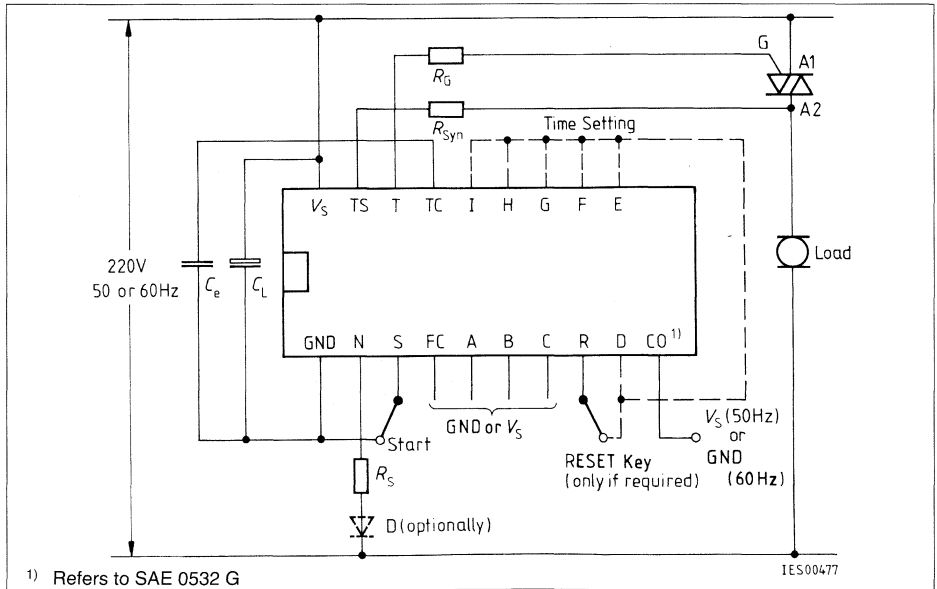 G
A1
R_G
A2
R_Syn
Time Setting
V_S TS T TC I H G F E
220V
50 or 60Hz
C_e
C_L
Load
GND N S FC A B C R D CO 1)
GND or V_S
Start
V_S (50Hz)
or
GND
(60Hz)
RESET Key
(only if required)
R_S
D (optionally)
1) Refers to SAE 0532 G
IES00477